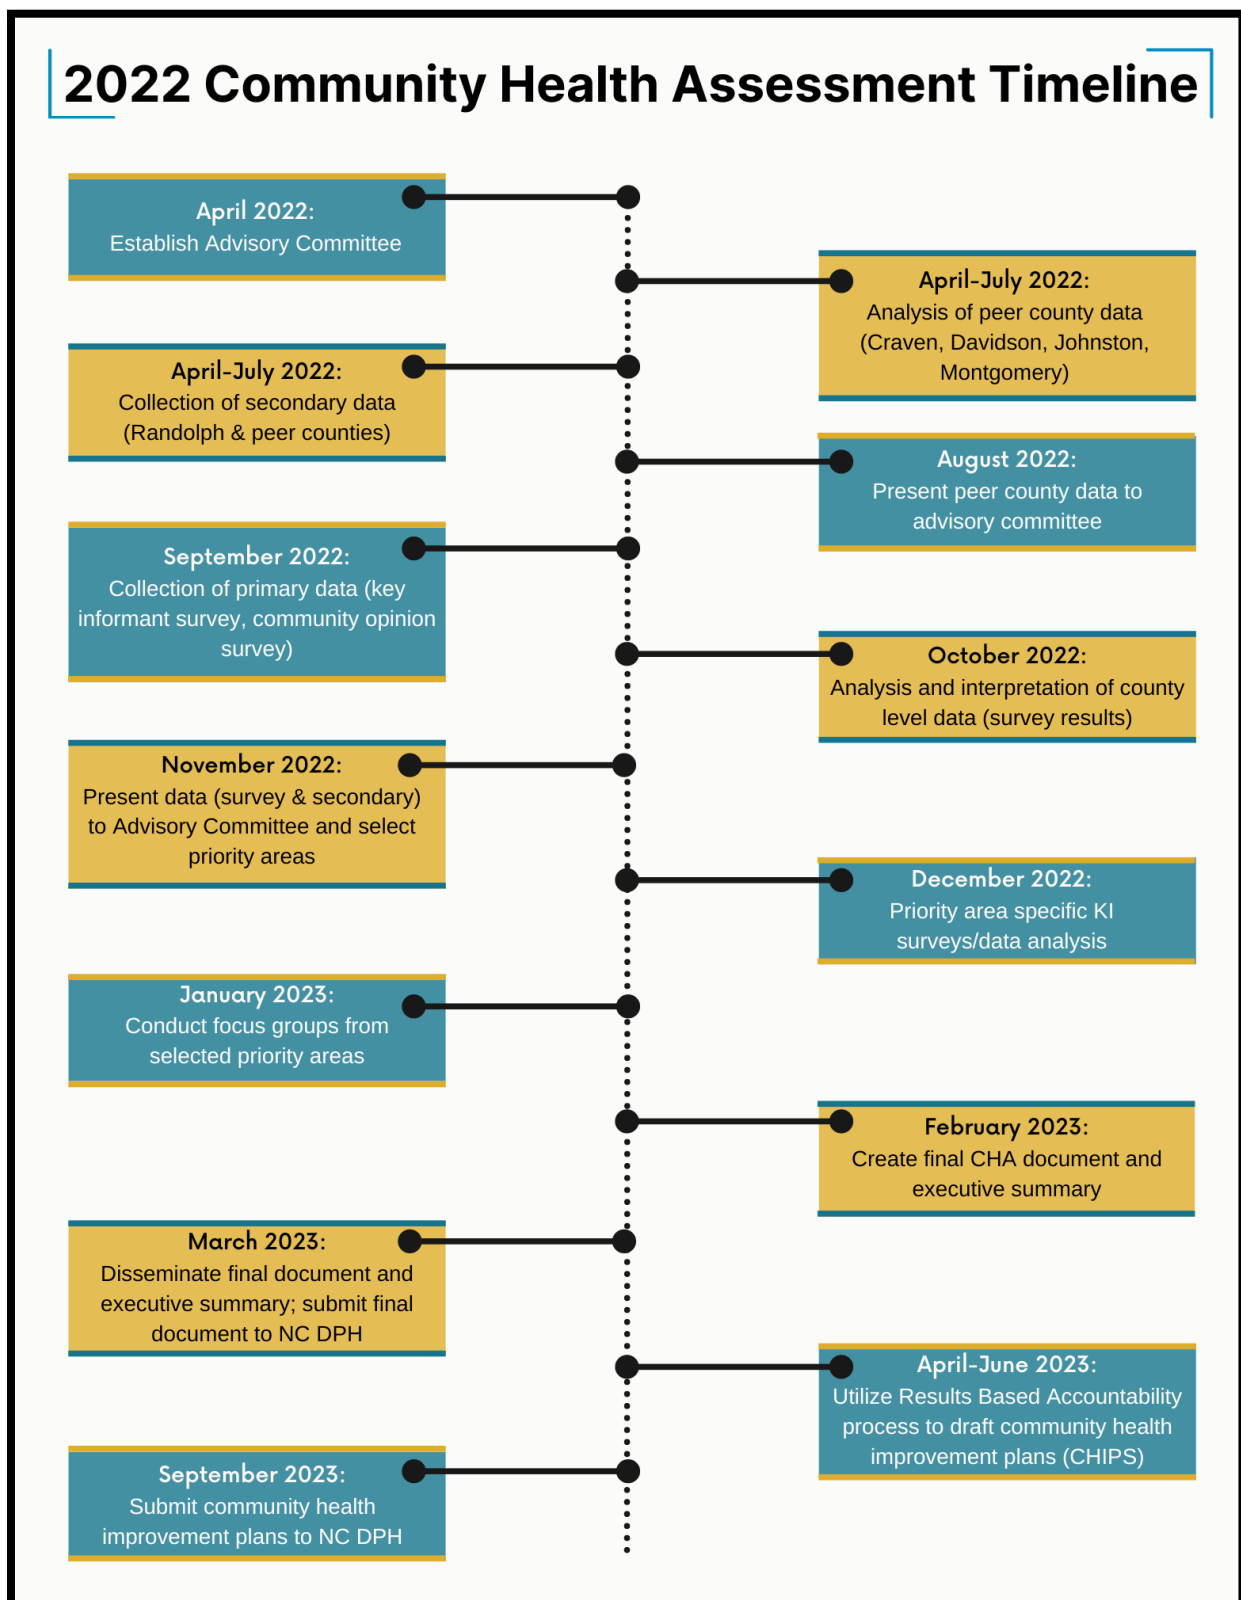 2022 Community Health Assessment Timeline
April 2022:
Establish Advisory Committee
April-July 2022:
Analysis of peer county data
(Craven, Davidson, Johnston,
Montgomery)
April-July 2022:
Collection of secondary data
(Randolph & peer counties)
August 2022:
Present peer county data to
advisory committee
September 2022:
Collection of primary data (key
informant survey, community opinion
survey)
October 2022:
Analysis and interpretation of county
level data (survey results)
November 2022:
Present data (survey & secondary)
to Advisory Committee and select
priority areas
December 2022:
Priority area specific KI
surveys/data analysis
January 2023:
Conduct focus groups from
selected priority areas
February 2023:
Create final CHA document and
executive summary
March 2023:
Disseminate final document and
executive summary; submit final
document to NC DPH
April-June 2023:
Utilize Results Based Accountability
process to draft community health
improvement plans (CHIPS)
September 2023:
Submit community health
improvement plans to NC DPH